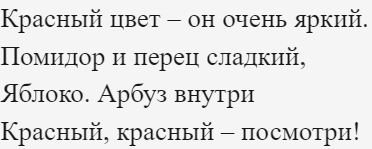 Красный цвет – он очень яркий.
Помидор и перец сладкий,
Яблоко. Арбуз внутри
Красный, красный – посмотри!